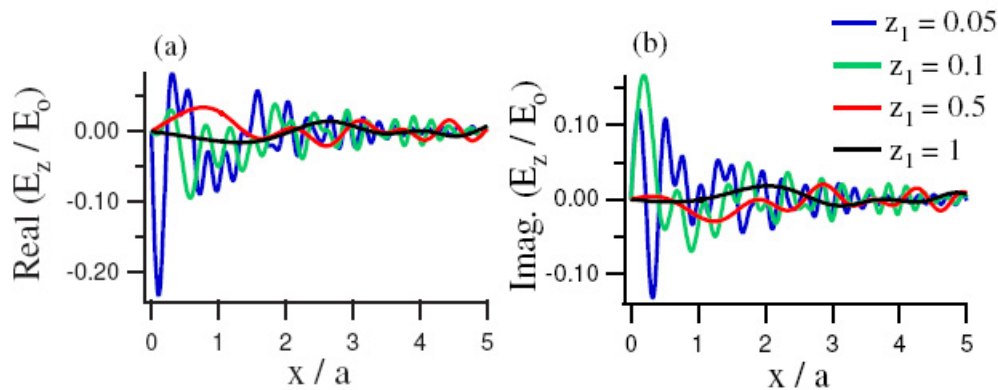 (a)
Real (E_z / E_o)
0.00
-0.10
-0.20
0 1 2 3 4 5
x / a
(b)
Imag. (E_z / E_o)
0.10
0.00
-0.10
0 1 2 3 4 5
x / a
z_1 = 0.05
z_1 = 0.1
z_1 = 0.5
z_1 = 1